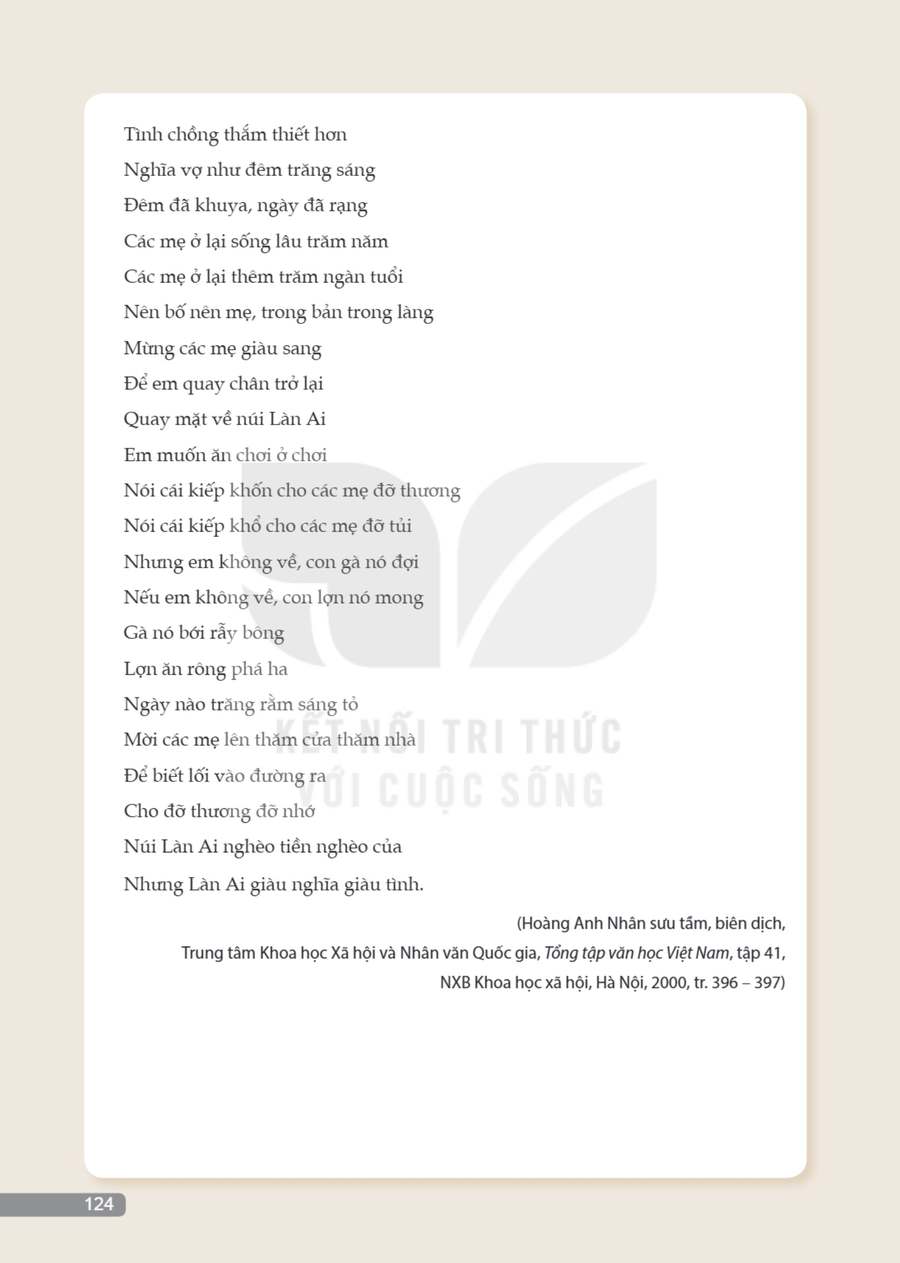 Tình chồng thắm thiết hơn
Nghĩa vợ như đêm trăng sáng
Đêm đã khuya, ngày đã rạng
Các mẹ ở lại sống lâu trăm năm
Các mẹ ở lại thêm trăm ngàn tuổi
Nên bố nên mẹ, trong bản trong làng
Mừng các mẹ giàu sang
Để em quay chân trở lại
Quay mặt về núi Làn Ai
Em muốn ăn chơi ở chơi
Nói cái kiếp khốn cho các mẹ đỡ thương
Nói cái kiếp khổ cho các mẹ đỡ tủi
Nhưng em không về, con gà nó đợi
Nếu em không về, con lợn nó mong
Gà nó bới rẫy bông
Lợn ăn rông phá ha
Ngày nào trăng rằm sáng tỏ
Mời các mẹ lên thăm cửa thăm nhà
Để biết lối vào đường ra
Cho đỡ thương đỡ nhớ
Núi Làn Ai nghèo tiền nghèo của
Nhưng Làn Ai giàu nghĩa giàu tình.
(Hoàng Anh Nhân sưu tầm, biên dịch,
Trung tâm Khoa học Xã hội và Nhân văn Quốc gia, Tổng tập văn học Việt Nam, tập 41,
NXB Khoa học xã hội, Hà Nội, 2000, tr. 396 – 397)
KẾT NỐI TRI THỨC
VỚI CUỘC SỐNG
124